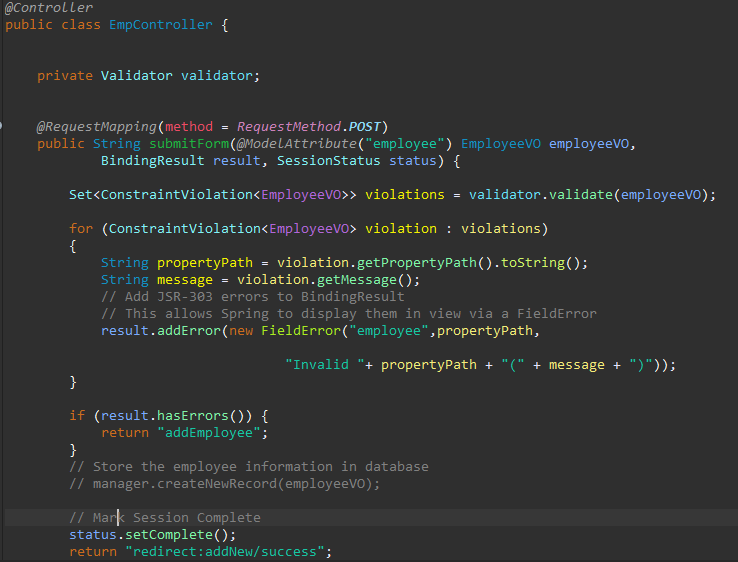 @Controller
public class EmpController {
private Validator validator;
@RequestMapping(method = RequestMethod.POST)
public String submitForm(@ModelAttribute("employee") EmployeeVO employeeVO,
BindingResult result, SessionStatus status) {
Set<ConstraintViolation<EmployeeVO>> violations = validator.validate(employeeVO);
for (ConstraintViolation<EmployeeVO> violation : violations)
{
String propertyPath = violation.getPropertyPath().toString();
String message = violation.getMessage();
// Add JSR-303 errors to BindingResult
// This allows Spring to display them in view via a FieldError
result.addError(new FieldError("employee",propertyPath,
"Invalid "+ propertyPath + "(" + message + ")"));
}
if (result.hasErrors()) {
return "addEmployee";
}
// Store the employee information in database
// manager.createNewRecord(employeeVO);
// Mark Session Complete
status.setComplete();
return "redirect:addNew/success";